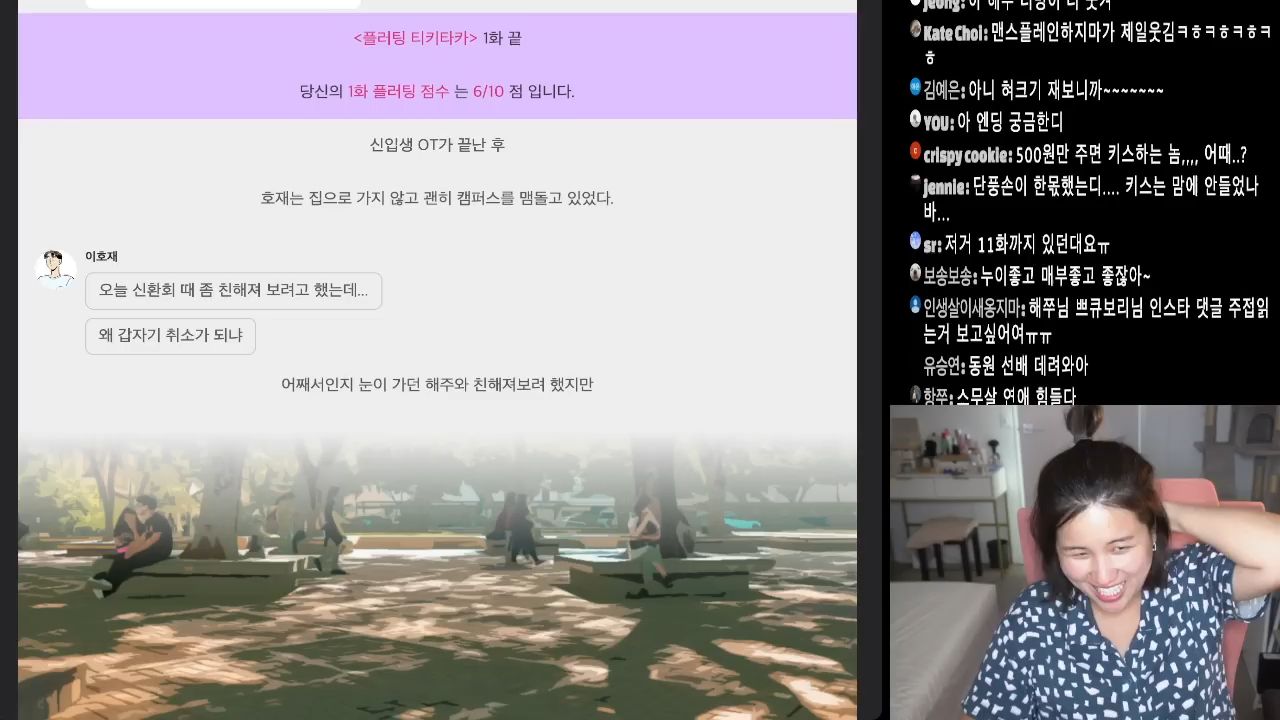 <플러팅 티키타카> 1화 끝
당신의 1화 플러팅 점수 는 6/10 점 입니다.
신입생 OT가 끝난 후
호재는 집으로 가지 않고 괜히 캠퍼스를 맴돌고 있었다.
이호재
오늘 신환회 때 좀 친해져 보려고 했는데...
왜 갑자기 취소가 되냐
어째서인지 눈이 가던 해주와 친해져보려 했지만
Kate Choi: 맨스플레인하지마가 제일웃김ㅋㅎㅋㅎㅋㅎㅋ
ㅎ
김예은: 아니 혀크기 재보니까~~~~~~~
YOU: 아 엔딩 궁금한디
crispy cookie: 500원만 주면 키스하는 놈,,,, 어때..?
jennie: 단풍손이 한몫했는디.... 키스는 맘에 안들었나
바...
sr: 저거 11화까지 있던대요ㅠ
보송보송: 누이좋고 매부좋고 좋잖아~
인생살이새옹지마: 해쭈님 쁘큐보리님 인스타 댓글 주접읽
는거 보고싶어여ㅠㅠ
유승연: 동원 선배 데려와아
항쭈: 스무살 연애 힘들다